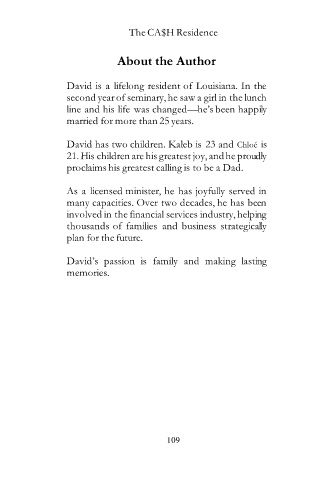 The CA$H Residence
About the Author
David is a lifelong resident of Louisiana. In the
second year of seminary, he saw a girl in the lunch
line and his life was changed—he's been happily
married for more than 25 years.
David has two children. Kaleb is 23 and Chloé is
21. His children are his greatest joy, and he proudly
proclaims his greatest calling is to be a Dad.
As a licensed minister, he has joyfully served in
many capacities. Over two decades, he has been
involved in the financial services industry, helping
thousands of families and business strategically
plan for the future.
David's passion is family and making lasting
memories.
109